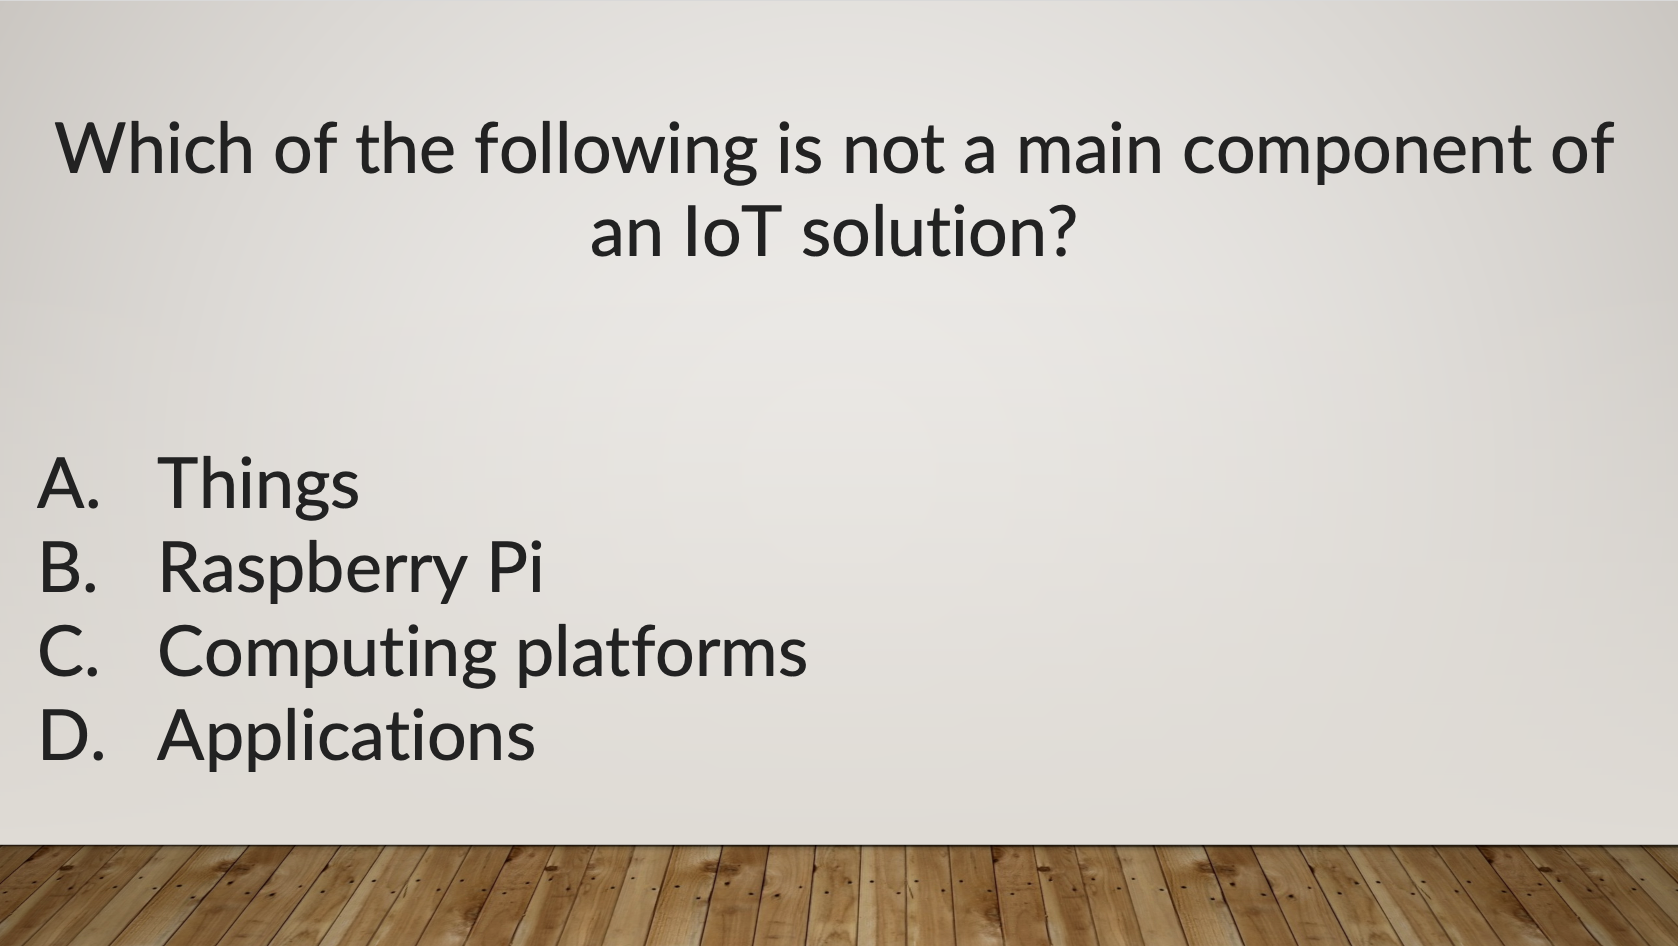 Which of the following is not a main component of
an IoT solution?
A. Things
B. Raspberry Pi
C. Computing platforms
D. Applications